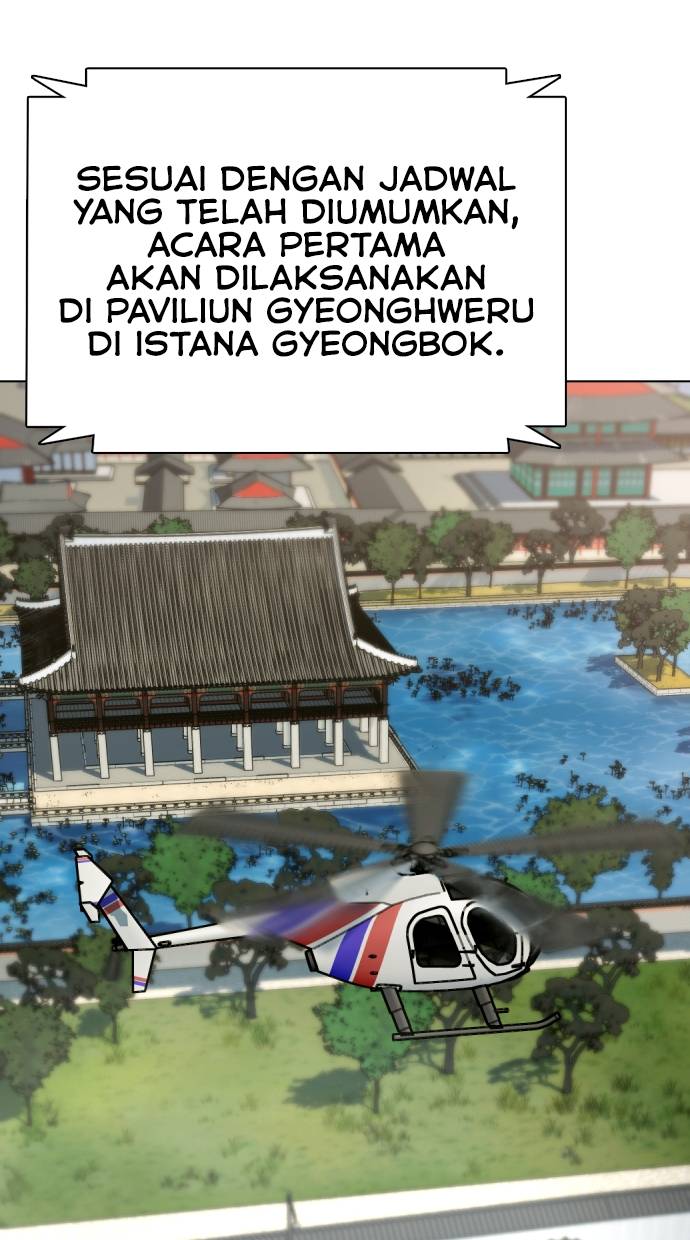 SESUAI DENGAN JADWAL
YANG TELAH DIUMUMKAN,
ACARA PERTAMA
AKAN DILAKSANAKAN
DI PAVILIUN GYEONGHWERU
DI ISTANA GYEONGBOK.